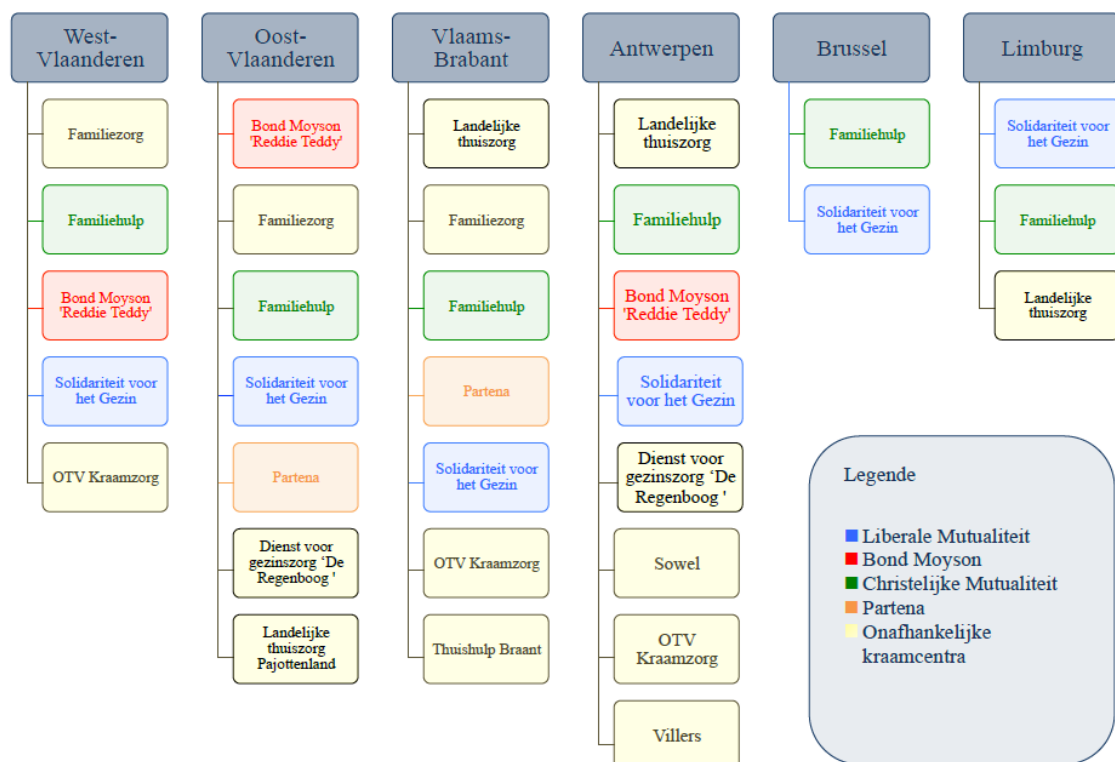 West-
Vlaanderen
Familiezorg
Familiehulp
Bond Moyson
'Reddie Teddy'
Solidariteit voor
het Gezin
OTV Kraamzorg
Oost-
Vlaanderen
Bond Moyson
'Reddie Teddy'
Familiezorg
Familiehulp
Solidariteit voor
het Gezin
Partena
Dienst voor
gezinszorg ‘De
Regenboog '
Landelijke
thuiszorg
Pajottenland
Vlaams-
Brabant
Landelijke
thuiszorg
Familiezorg
Familiehulp
Partena
Solidariteit voor
het Gezin
OTV Kraamzorg
Thuishulp Braant
Antwerpen
Landelijke
thuiszorg
Familiehulp
Bond Moyson
'Reddie Teddy'
Solidariteit
voor het Gezin
Dienst voor
gezinszorg ‘De
Regenboog '
Sowel
OTV
Kraamzorg
Villers
Brussel
Familiehulp
Solidariteit voor
het Gezin
Limburg
Solidariteit voor
het Gezin
Familiehulp
Landelijke
thuiszorg
Legende
Liberale Mutualiteit
Bond Moyson
Christelijke Mutualiteit
Partena
Onafhankelijke
kraamcentra